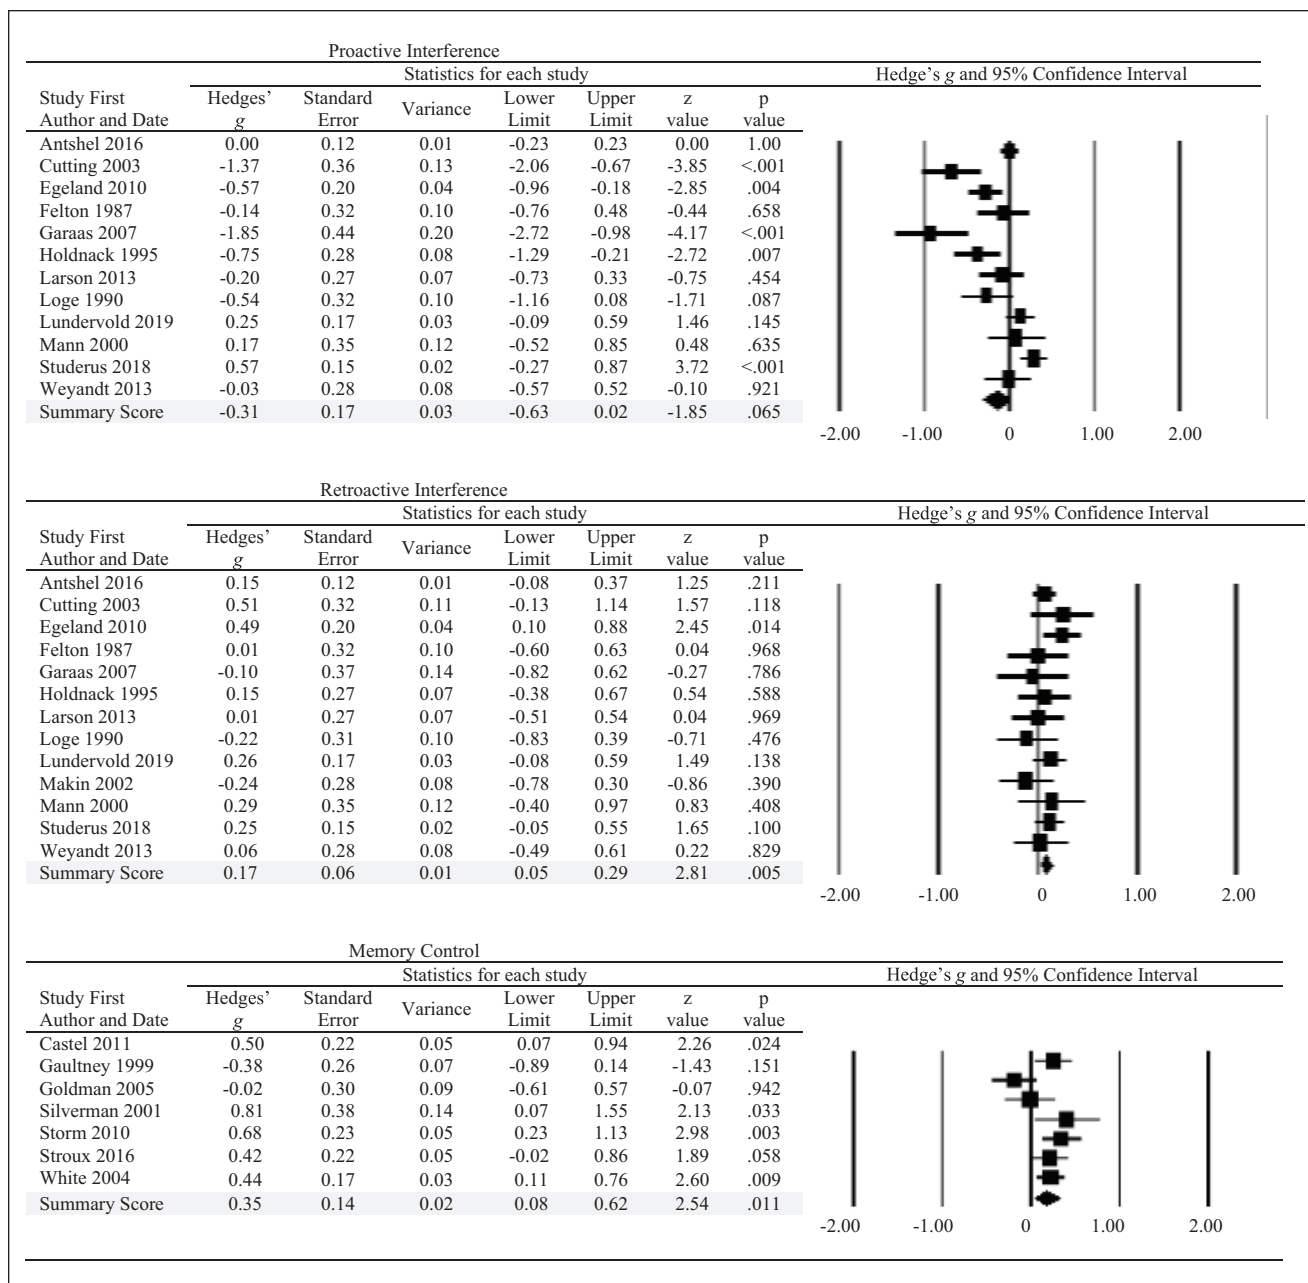 Proactive Interference
Statistics for each study Hedge's g and 95% Confidence Interval
Study First Hedges' Standard Variance Lower Upper z p
Author and Date g Error Limit Limit value value
Antshel 2016 0.00 0.12 0.01 -0.23 0.23 0.00 1.00
Cutting 2003 -1.37 0.36 0.13 -2.06 -0.67 -3.85 <.001
Egeland 2010 -0.57 0.20 0.04 -0.96 -0.18 -2.85 .004
Felton 1987 -0.14 0.32 0.10 -0.76 0.48 -0.44 .658
Garaas 2007 -1.85 0.44 0.20 -2.72 -0.98 -4.17 <.001
Holdnack 1995 -0.75 0.28 0.08 -1.29 -0.21 -2.72 .007
Larson 2013 -0.20 0.27 0.07 -0.73 0.33 -0.75 .454
Loge 1990 -0.54 0.32 0.10 -1.16 0.08 -1.71 .087
Lundervold 2019 0.25 0.17 0.03 -0.09 0.59 1.46 .145
Mann 2000 0.17 0.35 0.12 -0.52 0.85 0.48 .635
Studerus 2018 0.57 0.15 0.02 -0.27 0.87 3.72 <.001
Weyandt 2013 -0.03 0.28 0.08 -0.57 0.52 -0.10 .921
Summary Score -0.31 0.17 0.03 -0.63 0.02 -1.85 .065
-2.00 -1.00 0 1.00 2.00
Retroactive Interference
Statistics for each study Hedge's g and 95% Confidence Interval
Study First Hedges' Standard Variance Lower Upper z p
Author and Date g Error Limit Limit value value
Antshel 2016 0.15 0.12 0.01 -0.08 0.37 1.25 .211
Cutting 2003 0.51 0.32 0.11 -0.13 1.14 1.57 .118
Egeland 2010 0.49 0.20 0.04 0.10 0.88 2.45 .014
Felton 1987 0.01 0.32 0.10 -0.60 0.63 0.04 .968
Garaas 2007 -0.10 0.37 0.14 -0.82 0.62 -0.27 .786
Holdnack 1995 0.15 0.27 0.07 -0.38 0.67 0.54 .588
Larson 2013 0.01 0.27 0.07 -0.51 0.54 0.04 .969
Loge 1990 -0.22 0.31 0.10 -0.83 0.39 -0.71 .476
Lundervold 2019 0.26 0.17 0.03 -0.08 0.59 1.49 .138
Makin 2002 -0.24 0.28 0.08 -0.78 0.30 -0.86 .390
Mann 2000 0.29 0.35 0.12 -0.40 0.97 0.83 .408
Studerus 2018 0.25 0.15 0.02 -0.05 0.55 1.65 .100
Weyandt 2013 0.06 0.28 0.08 -0.49 0.61 0.22 .829
Summary Score 0.17 0.06 0.01 0.05 0.29 2.81 .005
-2.00 -1.00 0 1.00 2.00
Memory Control
Statistics for each study Hedge's g and 95% Confidence Interval
Study First Hedges' Standard Variance Lower Upper z p
Author and Date g Error Limit Limit value value
Castel 2011 0.50 0.22 0.05 0.07 0.94 2.26 .024
Gaultney 1999 -0.38 0.26 0.07 -0.89 0.14 -1.43 .151
Goldman 2005 -0.02 0.30 0.09 -0.61 0.57 -0.07 .942
Silverman 2001 0.81 0.38 0.14 0.07 1.55 2.13 .033
Storm 2010 0.68 0.23 0.05 0.23 1.13 2.98 .003
Stroux 2016 0.42 0.22 0.05 -0.02 0.86 1.89 .058
White 2004 0.44 0.17 0.03 0.11 0.76 2.60 .009
Summary Score 0.35 0.14 0.02 0.08 0.62 2.54 .011
-2.00 -1.00 0 1.00 2.00